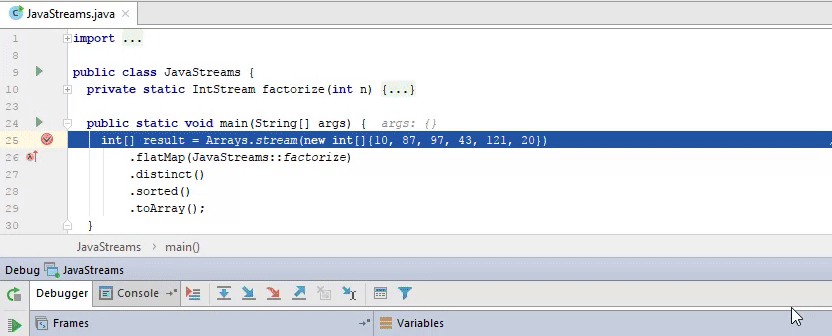 JavaStreams.java ×
1 import ...
8
9 public class JavaStreams {
10 private static IntStream factorize(int n) {...}
23
24 public static void main(String[] args) { args: {}
25 int[] result = Arrays.stream(new int[]{10, 87, 97, 43, 121, 20})
26 .flatMap(JavaStreams::factorize)
27 .distinct()
28 .sorted()
29 .toArray();
30 }
JavaStreams › main()
Debug JavaStreams
Debugger Console
Frames Variables